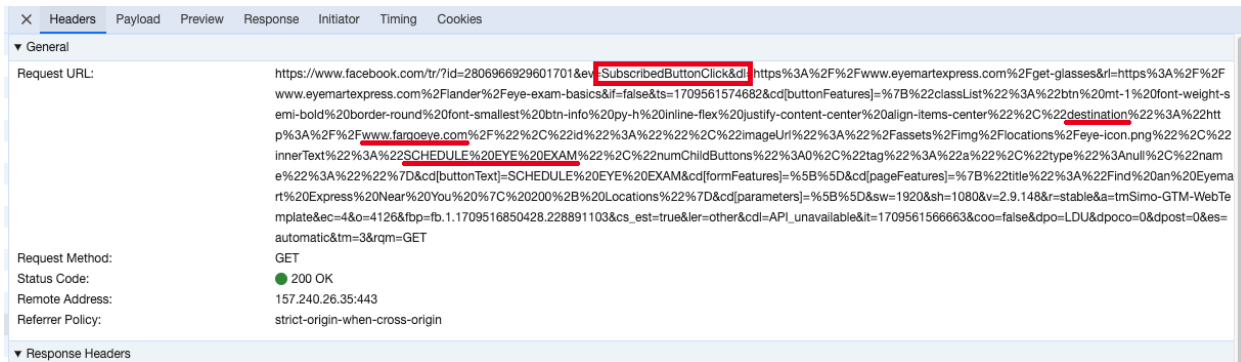 Headers Payload Preview Response Initiator Timing Cookies
▼ General
Request URL: https://www.facebook.com/tr/?id=2806966929601701&ev=SubscribedButtonClick&dl=https%3A%2F%2Fwww.eyemartexpress.com%2Fget-glasses&rl=https%3A%2F%2F
www.eyemartexpress.com%2Flander%2Feye-exam-basics&if=false&ts=1709561574682&cd[buttonFeatures]=%7B%22classList%22%3A%22btn%20mt-1%20font-weight-s
emi-bold%20border-round%20font-smallest%20btn-info%20py-h%20inline-flex%20justify-content-center%20align-items-center%22%2C%22destination%22%3A%22htt
p%3A%2F%2Fwww.fargoeye.com%2F%22%2C%22id%22%3A%22%22%2C%22imageUrl%22%3A%22%2Fassets%2Fimg%2Flocations%2Feye-icon.png%22%2C%22
innerText%22%3A%22SCHEDULE%20EYE%20EXAM%22%2C%22numChildButtons%22%3A0%2C%22tag%22%3A%22a%22%2C%22type%22%3Anull%2C%22nam
e%22%3A%22%22%7D&cd[buttonText]=SCHEDULE%20EYE%20EXAM&cd[formFeatures]=%5B%5D&cd[pageFeatures]=%7B%22title%22%3A%22Find%20an%20Eyema
rt%20Express%20Near%20You%20%7C%20200%2B%20Locations%22%7D&cd[parameters]=%5B%5D&sw=1920&sh=1080&v=2.9.148&r=stable&a=tmSimo-GTM-WebTe
mplate&ec=4&o=4126&fbp=fb.1.1709516850428.228891103&cs_est=true&ler=other&cdl=API_unavailable&it=1709561566663&coo=false&dpo=LDU&dpoco=0&dpost=0&es=
automatic&tm=3&rqm=GET
Request Method: GET
Status Code: 200 OK
Remote Address: 157.240.26.35:443
Referrer Policy: strict-origin-when-cross-origin
▼ Response Headers